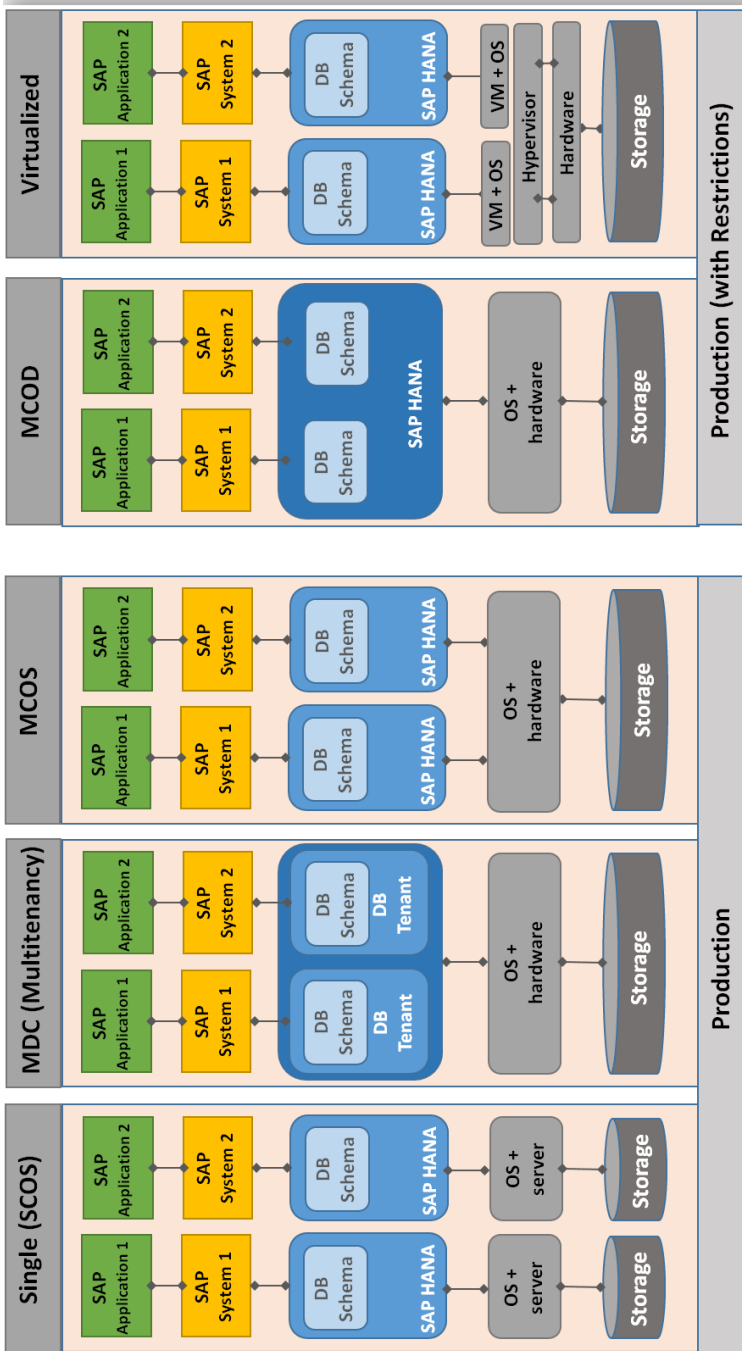 Single (SCOS)
SAP
Application 1
SAP
Application 2
SAP
System 1
SAP
System 2
DB
Schema
SAP HANA
DB
Schema
SAP HANA
OS +
server
OS +
server
Storage
Storage
MDC (Multitenancy)
SAP
Application 1
SAP
Application 2
SAP
System 1
SAP
System 2
DB
Schema
DB
Tenant
DB
Schema
DB
Tenant
OS +
hardware
Storage
MCOS
SAP
Application 1
SAP
Application 2
SAP
System 1
SAP
System 2
DB
Schema
SAP HANA
DB
Schema
SAP HANA
OS +
hardware
Storage
Production
MCOD
SAP
Application 1
SAP
Application 2
SAP
System 1
SAP
System 2
DB
Schema
DB
Schema
SAP HANA
OS +
hardware
Storage
Virtualized
SAP
Application 1
SAP
Application 2
SAP
System 1
SAP
System 2
DB
Schema
SAP HANA
DB
Schema
SAP HANA
VM + OS
VM + OS
Hypervisor
Hardware
Storage
Production (with Restrictions)